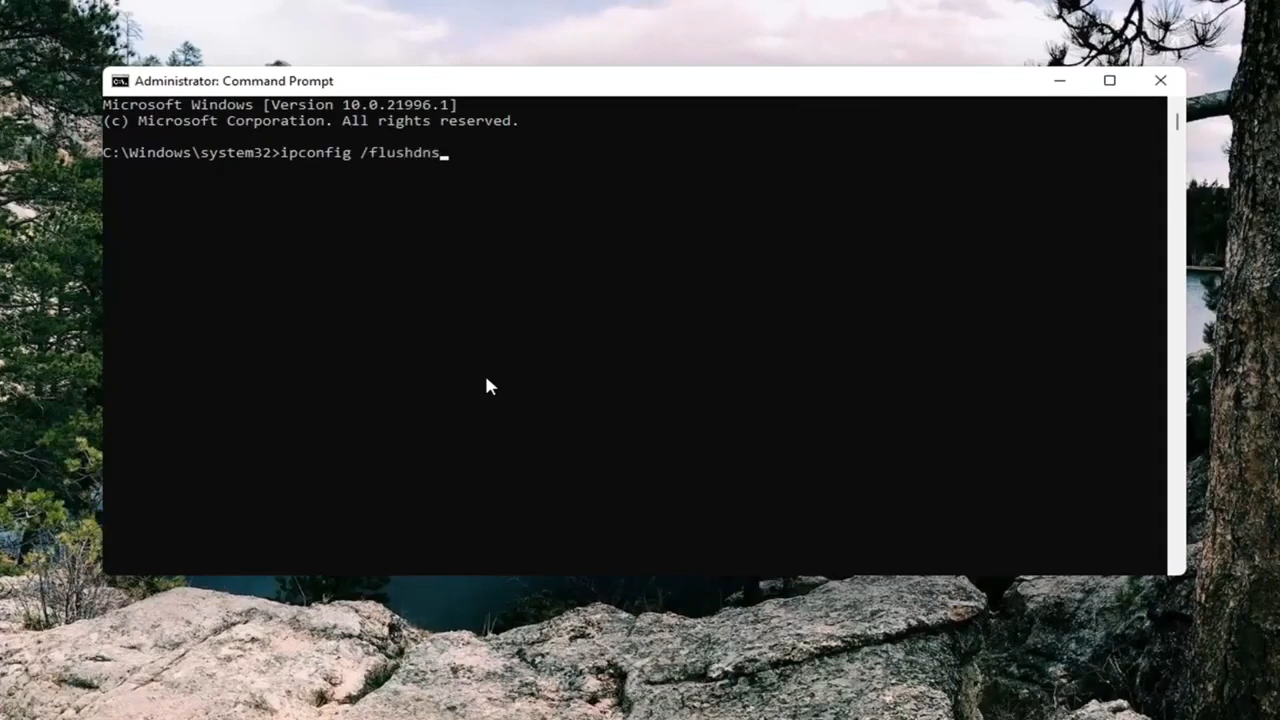 Administrator: Command Prompt
Microsoft Windows [Version 10.0.21996.1]
(c) Microsoft Corporation. All rights reserved.
C:\Windows\system32>ipconfig /flushdns